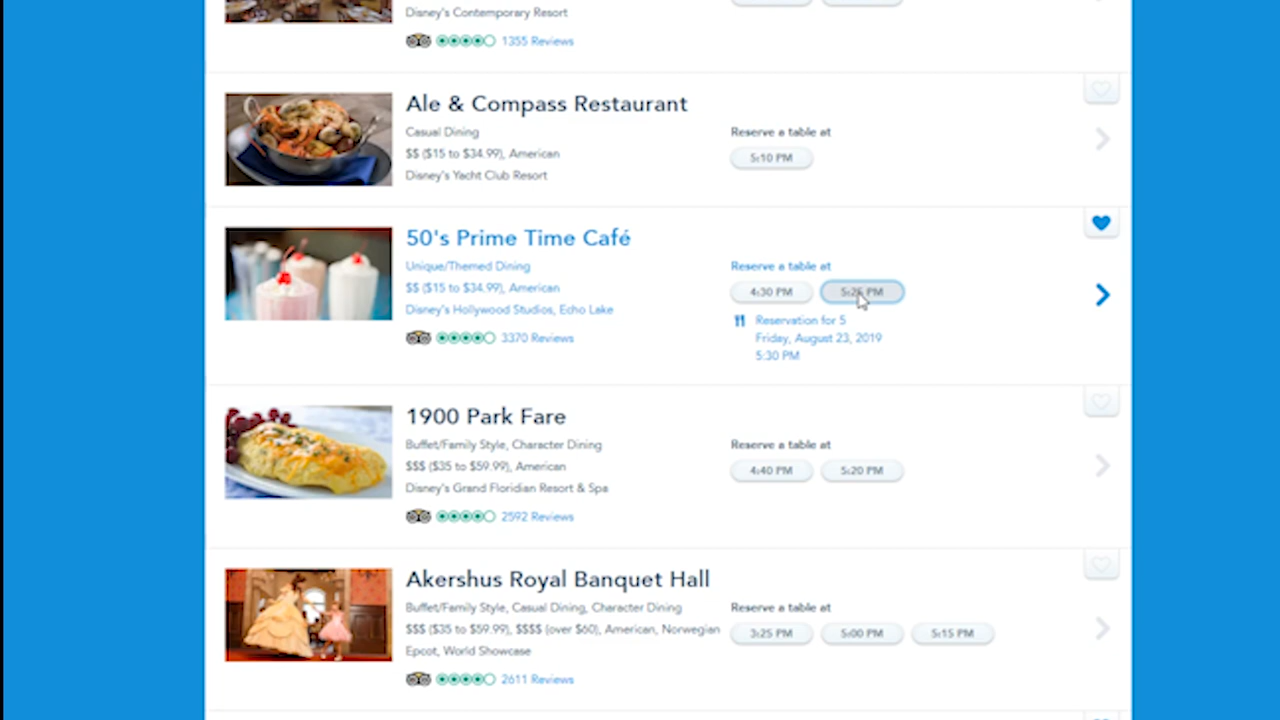 Disney's Contemporary Resort
1355 Reviews
Ale & Compass Restaurant
Casual Dining
$$ ($15 to $34.99), American
Disney's Yacht Club Resort
Reserve a table at
5:10 PM
50's Prime Time Café
Unique/Themed Dining
$$ ($15 to $34.99), American
Disney's Hollywood Studios, Echo Lake
3370 Reviews
Reserve a table at
4:30 PM 5:25 PM
Reservation for 5
Friday, August 23, 2019
5:30 PM
1900 Park Fare
Buffet/Family Style, Character Dining
$$$ ($35 to $59.99), American
Disney's Grand Floridian Resort & Spa
2592 Reviews
Reserve a table at
4:40 PM 5:20 PM
Akershus Royal Banquet Hall
Buffet/Family Style, Casual Dining, Character Dining
$$$ ($35 to $59.99), $$$$ (over $60), American, Norwegian
Epcot, World Showcase
2611 Reviews
Reserve a table at
3:25 PM 5:00 PM 5:15 PM